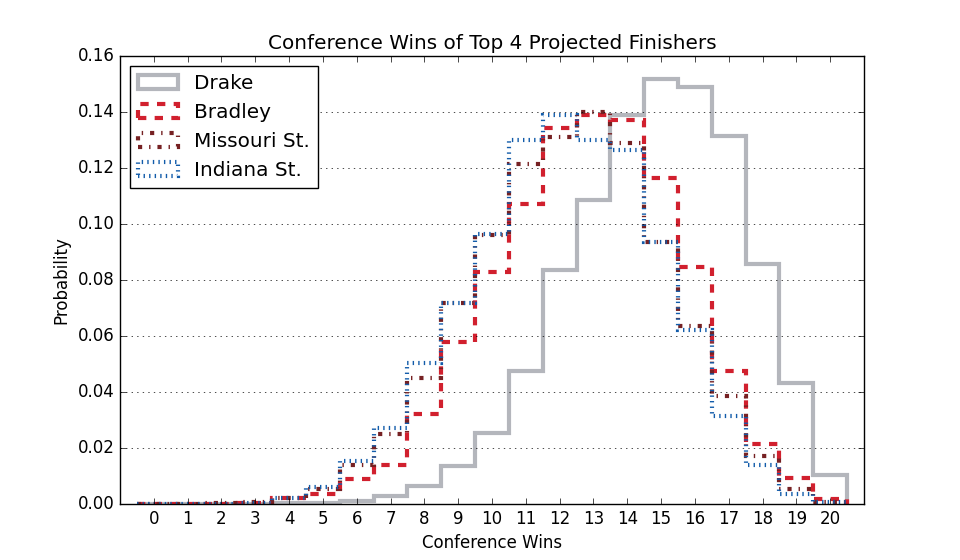 Conference Wins of Top 4 Projected Finishers
0.16
0.14
0.12
0.10
0.08
0.06
0.04
0.02
0.00
Probability
Drake
Bradley
Missouri St.
Indiana St.
0 1 2 3 4 5 6 7 8 9 10 11 12 13 14 15 16 17 18 19 20
Conference Wins